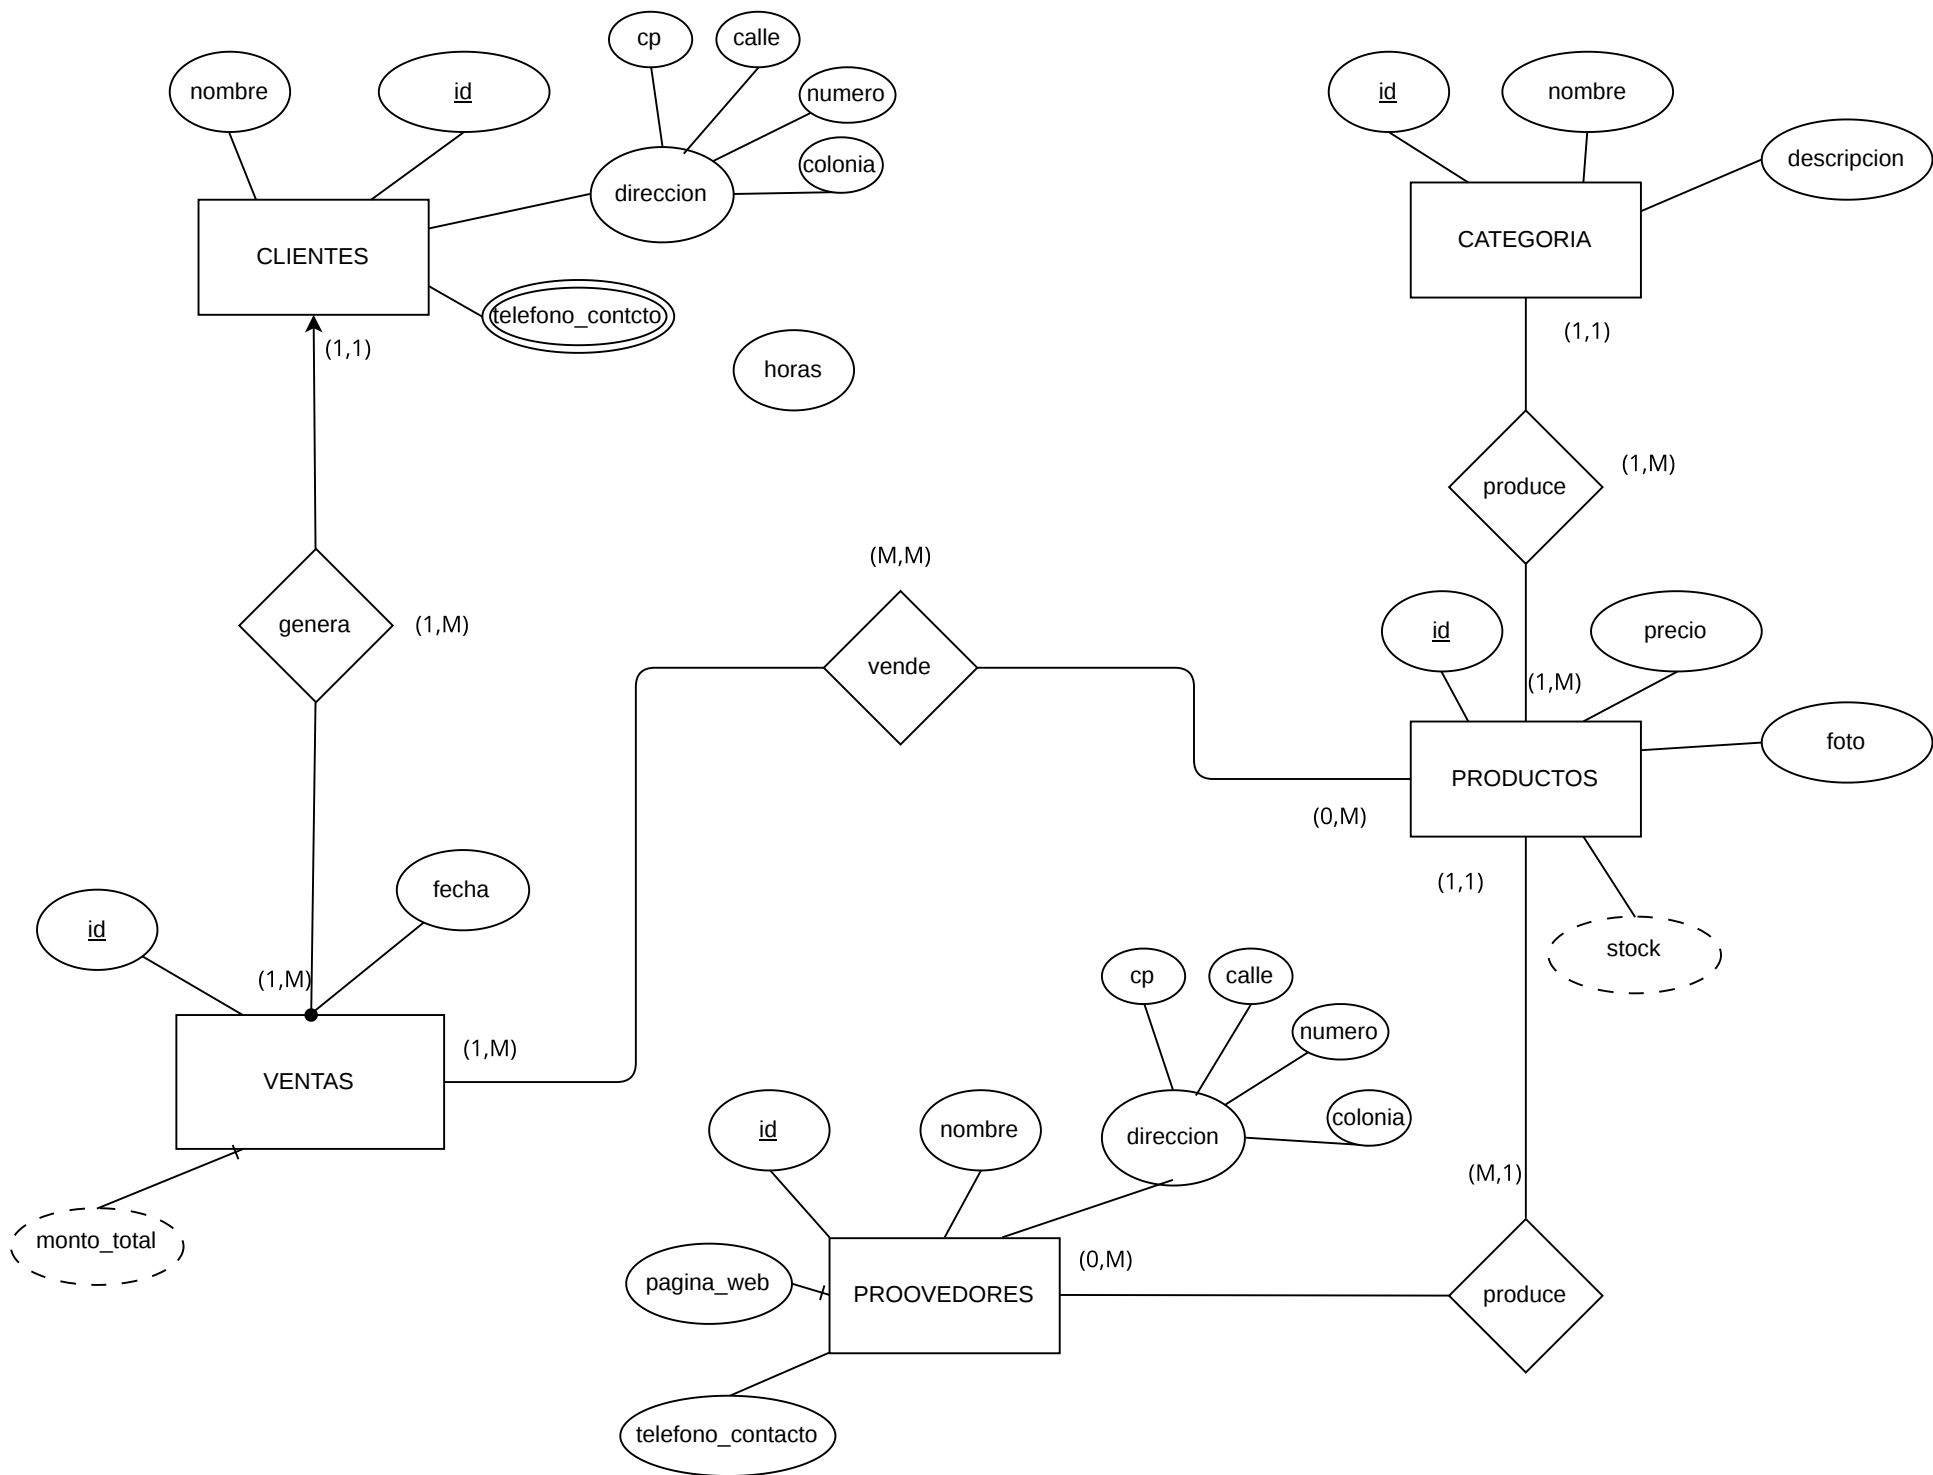 cp
calle
nombre
id
numero
colonia
direccion
CLIENTES
telefono_contcto
(1,1)
horas
id
nombre
descripcion
CATEGORIA
(1,1)
produce
(1,M)
(M,M)
genera
(1,M)
vende
id
precio
(1,M)
foto
PRODUCTOS
(0,M)
(1,1)
stock
fecha
id
(1,M)
VENTAS
(1,M)
monto_total
cp
calle
numero
colonia
direccion
id
nombre
(M,1)
pagina_web
PROOVEDORES
(0,M)
produce
telefono_contacto